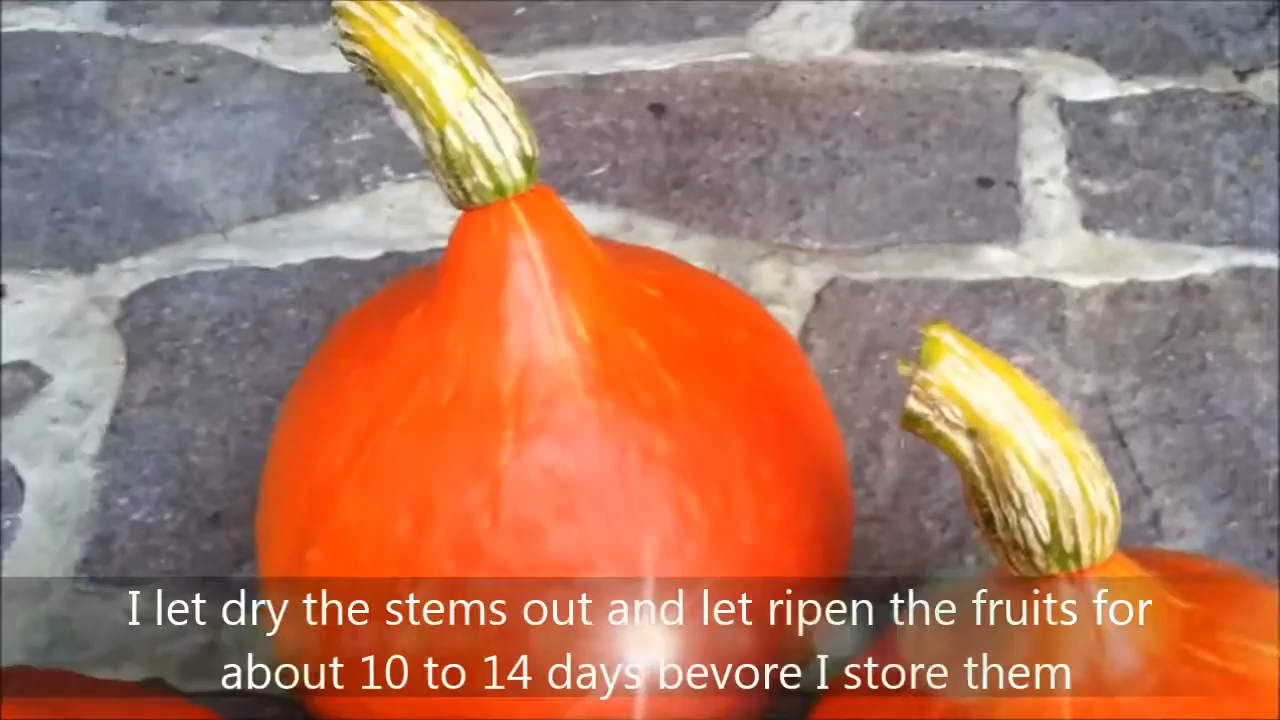 I let dry the stems out and let ripen the fruits for
about 10 to 14 days bevore I store them